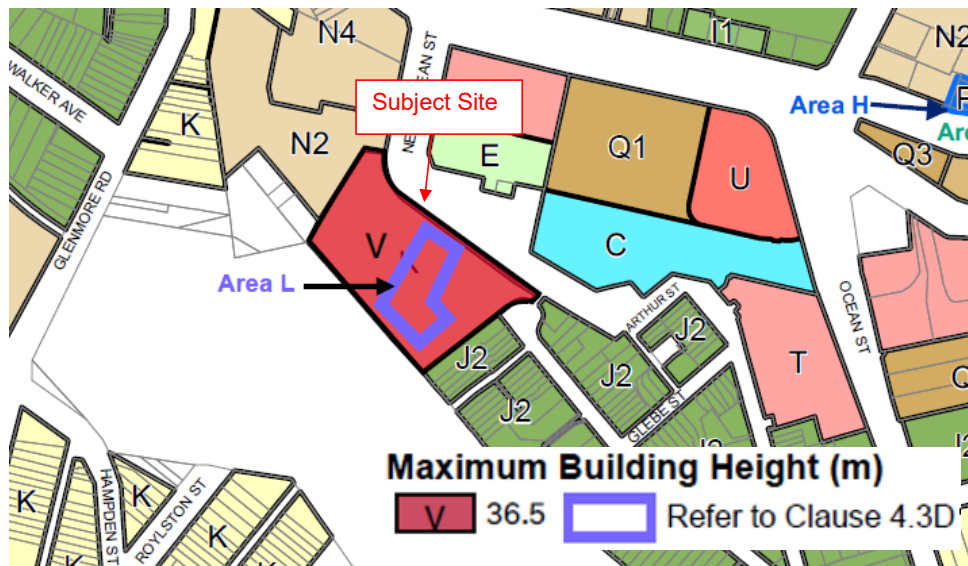 N4
I1
N2
WALKER AVE
K
Subject Site
Area H
N2
E
Q1
U
Q3
GLENMORE RD
V
C
Area L
ARTHUR ST
OCEAN ST
J2
J2
J2
T
J2
GLEBE ST
Maximum Building Height (m)
V 36.5 Refer to Clause 4.3D
K
HAMPDEN ST
K
ROYLSTON ST
K
K